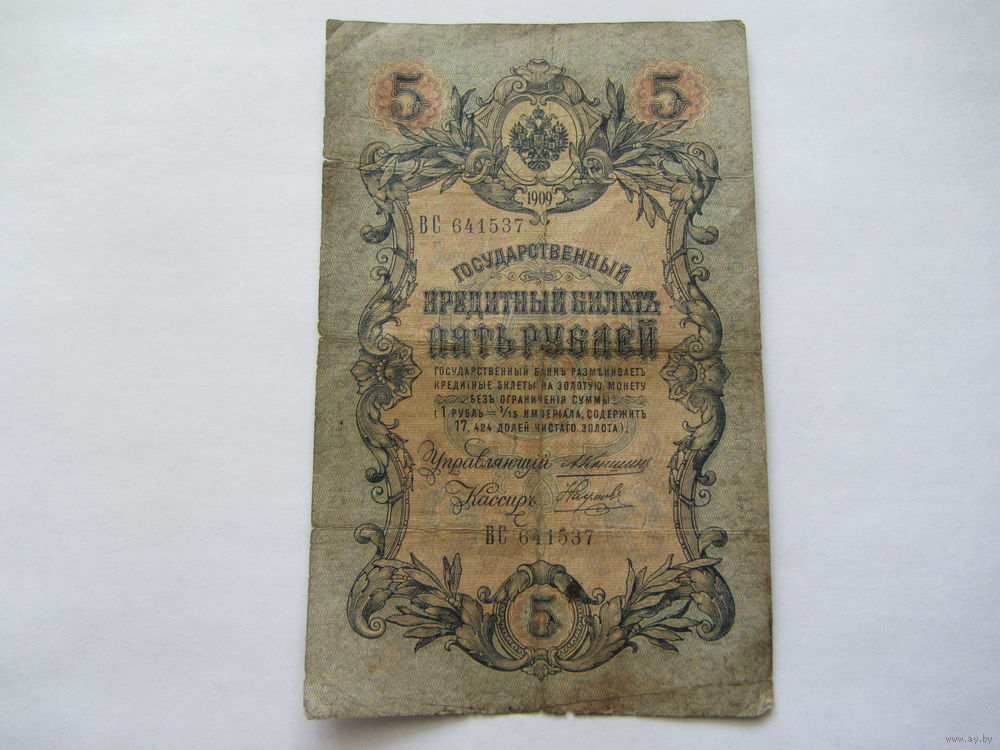 5 5
1909
ВС 641537
ГОСУДАРСТВЕННЫЙ
КРЕДИТНЫЙ БИЛЕТЪ
ПЯТЬ РУБЛЕЙ
ГОСУДАРСТВЕННЫЙ БАНКЪ РАЗМѢНИВАЕТЪ
КРЕДИТНЫЕ БИЛЕТЫ НА ЗОЛОТУЮ МОНЕТУ
БЕЗЪ ОГРАНИЧЕНІЯ СУММЫ
(1 РУБЛЬ = 1/15 ИМПЕРІАЛА, СОДЕРЖИТЪ
17,424 ДОЛЕЙ ЧИСТАГО ЗОЛОТА).
Управляющій АКоншинъ
Кассиръ Наумовъ
ВС 641537
5
www.ay.by